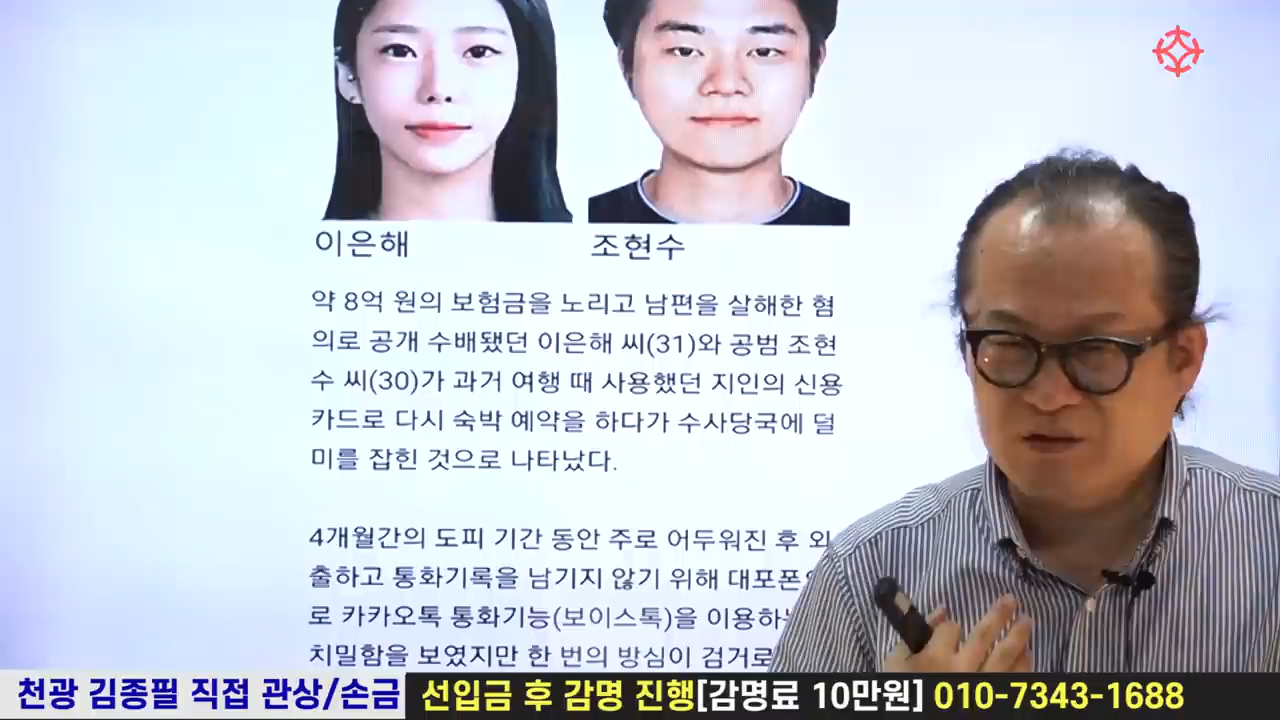 이은해
조현수
약 8억 원의 보험금을 노리고 남편을 살해한 혐
의로 공개 수배됐던 이은해 씨(31)와 공범 조현
수 씨(30)가 과거 여행 때 사용했던 지인의 신용
카드로 다시 숙박 예약을 하다가 수사당국에 덜
미를 잡힌 것으로 나타났다.
4개월간의 도피 기간 동안 주로 어두워진 후 외
출하고 통화기록을 남기지 않기 위해 대포폰
로 카카오톡 통화기능(보이스톡)을 이용하
치밀함을 보였지만 한 번의 방심이 검거로
천광 김종필 직접 관상/손금
선입금 후 감명 진행[감명료 10만원] 010-7343-1688